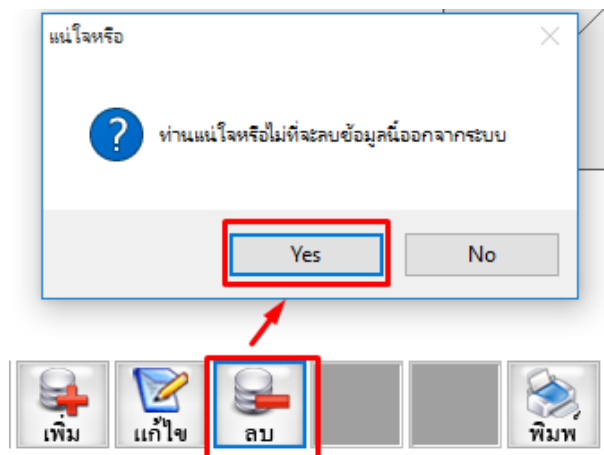 แน่ใจหรือ
ท่านแน่ใจหรือไม่ที่จะลบข้อมูลนี้ออกจากระบบ
Yes No
เพิ่ม แก้ไข ลบ พิมพ์